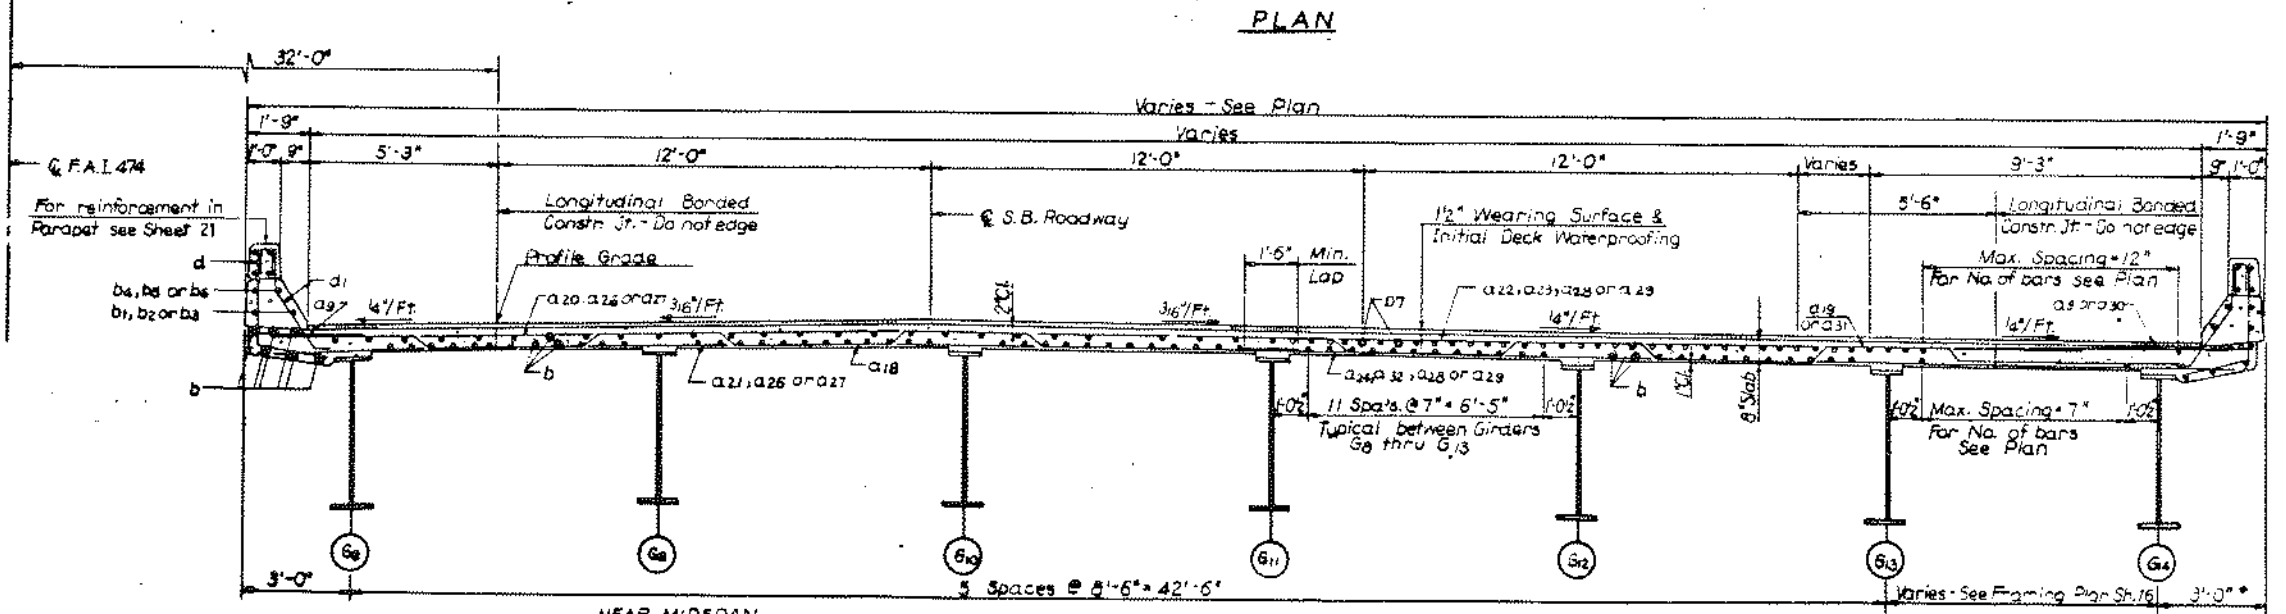 PLAN
32'-0"
Varies - See Plan
1'-9"
Varies
1'-9"
1'-0" 9" 5'-3" 12'-0" 12'-0" 12'-0" Varies 9'-3" 9" 1'-0"
℄ F.A.I. 474
For reinforcement in
Parapet see Sheet 21
Longitudinal Bonded
Constr. Jt. - Do not edge
℄ S.B. Roadway
1½" Wearing Surface &
Initial Deck Waterproofing
5'-6"
Longitudinal Bonded
Constr. Jt. - Do not edge
d
d1
Profile Grade
1'-6" Min.
Lap
Max. Spacing = 12"
For No. of bars see Plan
b4, b5 or b6
b1, b2 or b3
a9
¼"/Ft.
a20, a26 or a27
3/16"/Ft.
2"Cl.
3/16"/Ft.
b7
a22, a23, a28 or a29
¼"/Ft.
a19
or a31
a9 or a30
¼"/Ft.
b
a21, a26 or a27
b
a18
a24, a32, a28 or a29
b
1"Cl.
8" Slab
1'-0½" 11 Spa's. @ 7" = 6'-5" 1'-0½"
Typical between Girders
G8 thru G13
1'-0½" Max. Spacing = 7" 1'-0½"
For No. of bars
See Plan
G8 G9 G10 G11 G12 G13 G14
3'-0" 5 Spaces @ 8'-6" = 42'-6" Varies - See Framing Plan Sh. 16 3'-0" *
NEAR MIDSPAN